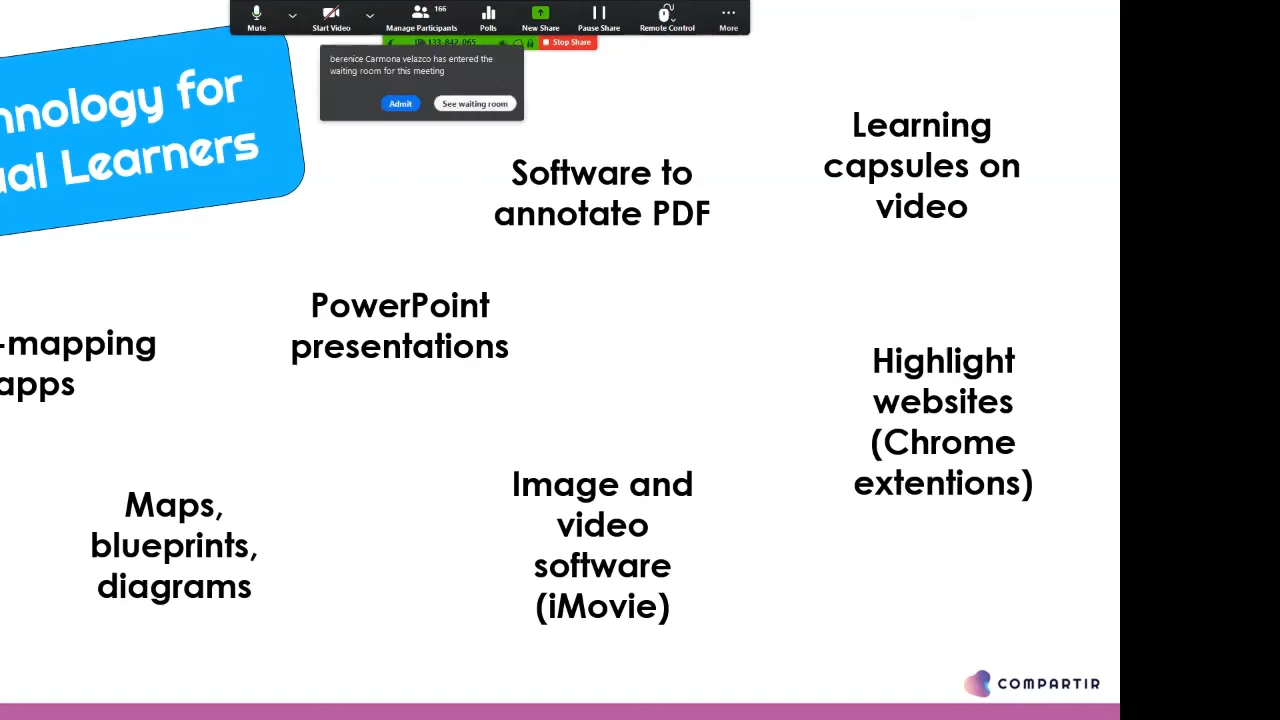 166
Mute
Start Video
Manage Participants
Polls
New Share
Pause Share
Remote Control
More
Stop Share
berenice Carmona velazco has entered the
waiting room for this meeting
Admit
See waiting room
hnology for
ual Learners
Software to
annotate PDF
Learning
capsules on
video
PowerPoint
presentations
-mapping
apps
Highlight
websites
(Chrome
extentions)
Maps,
blueprints,
diagrams
Image and
video
software
(iMovie)
COMPARTIR